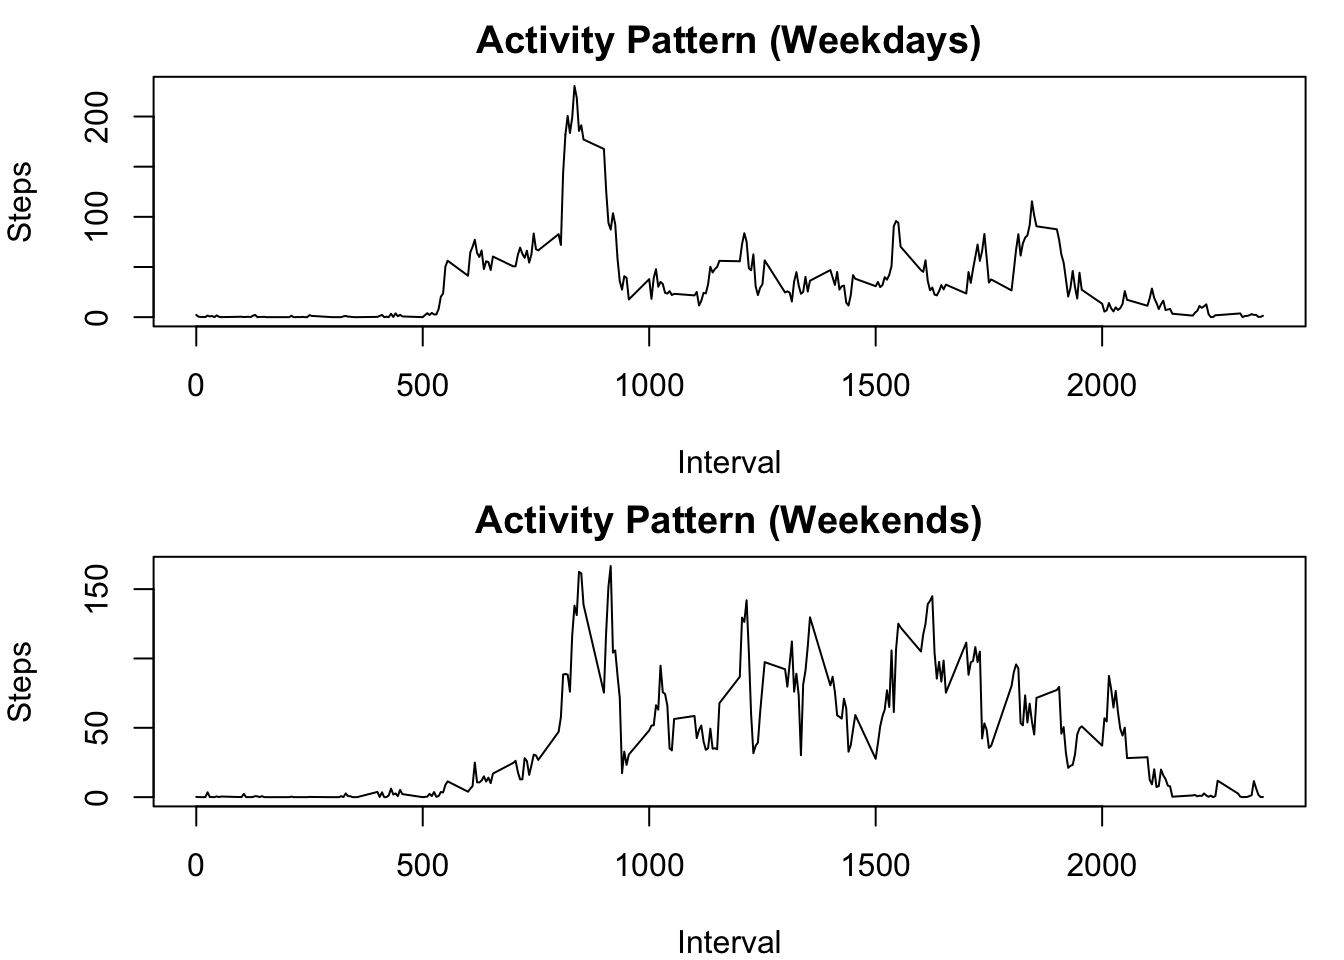 Activity Pattern (Weekdays)
Steps
200
100
0
0 500 1000 1500 2000
Interval
Activity Pattern (Weekends)
Steps
150
50
0
0 500 1000 1500 2000
Interval